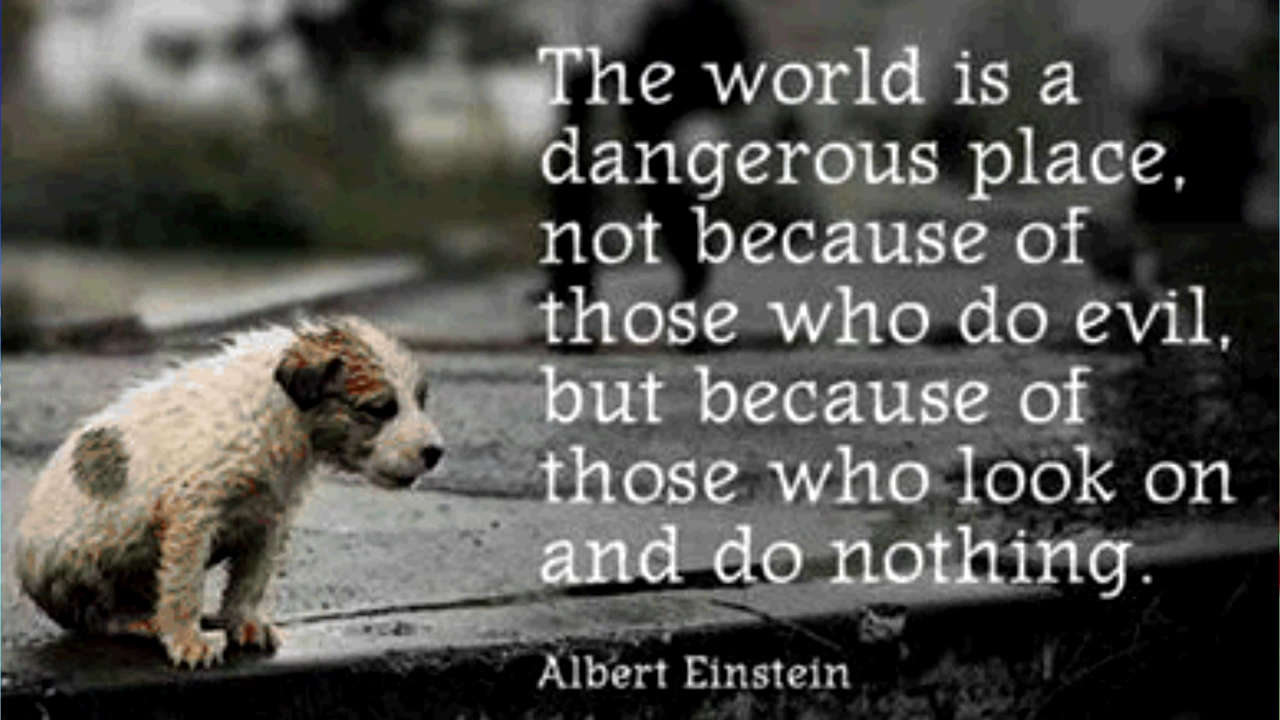 The world is a
dangerous place,
not because of
those who do evil,
but because of
those who look on
and do nothing.
Albert Einstein